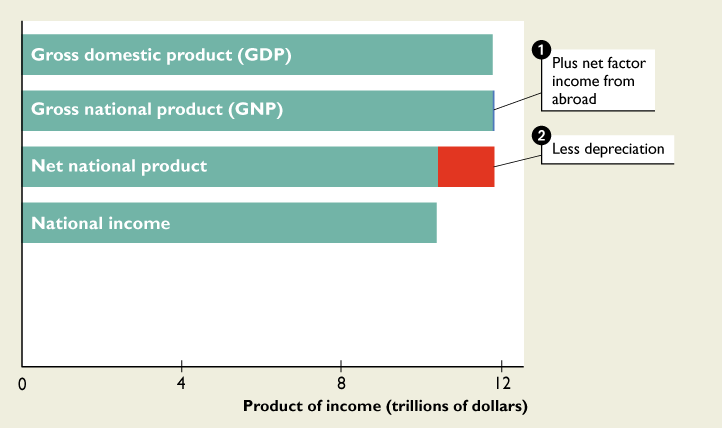 Gross domestic product (GDP)
1
Plus net factor
income from
abroad
Gross national product (GNP)
2
Less depreciation
Net national product
National income
0 4 8 12
Product of income (trillions of dollars)